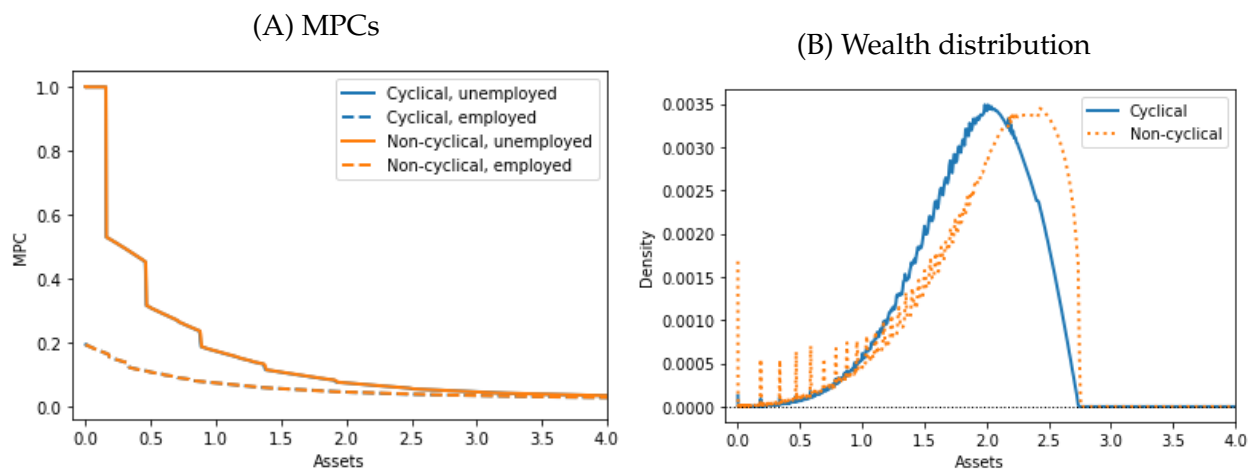 (A) MPCs
1.0
0.8
0.6
0.4
0.2
0.0
MPC
0.0 0.5 1.0 1.5 2.0 2.5 3.0 3.5 4.0
Assets
Cyclical, unemployed
Cyclical, employed
Non-cyclical, unemployed
Non-cyclical, employed
(B) Wealth distribution
0.0035
0.0030
0.0025
0.0020
0.0015
0.0010
0.0005
0.0000
Density
0.0 0.5 1.0 1.5 2.0 2.5 3.0 3.5 4.0
Assets
Cyclical
Non-cyclical